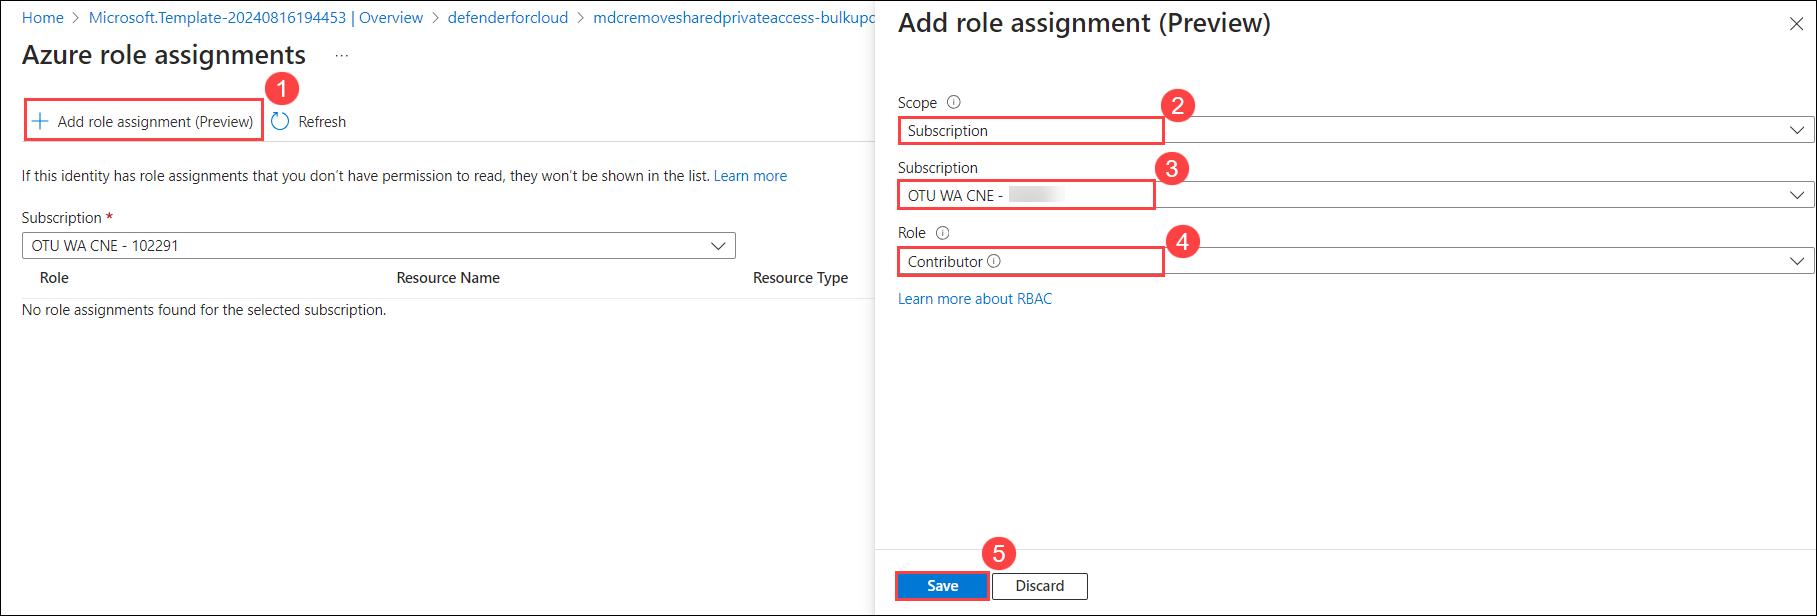 Home > Microsoft.Template-20240816194453 | Overview > defenderforcloud > mdcremovesharedprivateaccess-bulkupd
Azure role assignments ...
1
+ Add role assignment (Preview) Refresh
If this identity has role assignments that you don't have permission to read, they won't be shown in the list. Learn more
Subscription *
OTU WA CNE - 102291
Role Resource Name Resource Type
No role assignments found for the selected subscription.
Add role assignment (Preview)
Scope
2
Subscription
Subscription
3
OTU WA CNE -
Role
4
Contributor
Learn more about RBAC
5
Save Discard